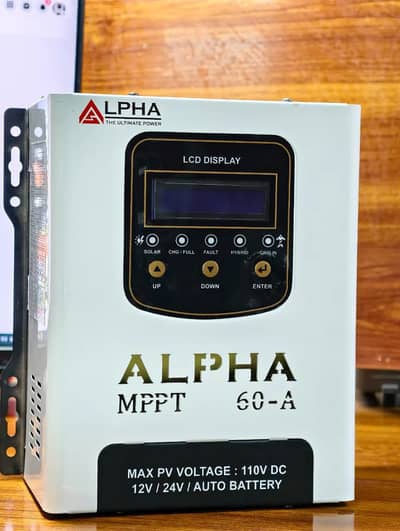 ALPHA
THE ULTIMATE POWER
LCD DISPLAY
SOLAR CHG / FULL FAULT HYBRID GRID IN
UP DOWN ENTER
ALPHA
MPPT 60-A
MAX PV VOLTAGE : 110V DC
12V / 24V / AUTO BATTERY